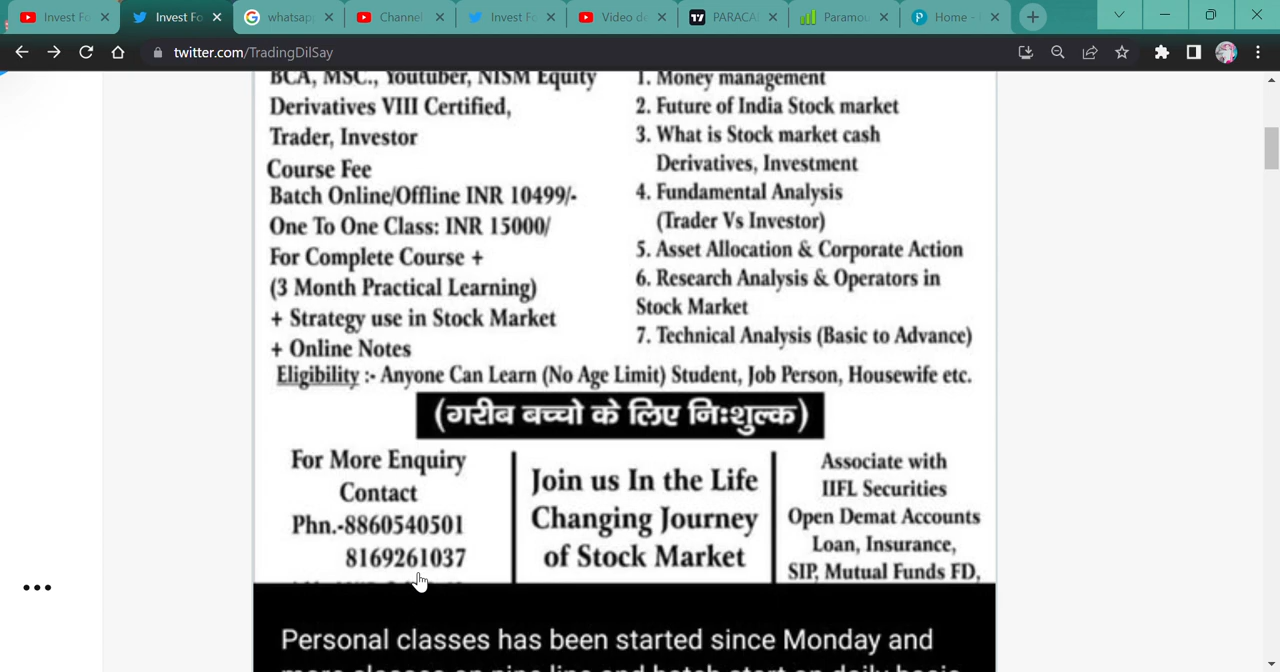 Invest Fo
Invest Fo
whatsap
Channel
Invest Fo
Video de
PARACA
Paramou
Home -
twitter.com/TradingDilSay
BCA, MSC., Youtuber, NISM Equity
Derivatives VIII Certified,
Trader, Investor
Course Fee
Batch Online/Offline INR 10499/-
One To One Class: INR 15000/
For Complete Course +
(3 Month Practical Learning)
+ Strategy use in Stock Market
+ Online Notes
1. Money management
2. Future of India Stock market
3. What is Stock market cash
Derivatives, Investment
4. Fundamental Analysis
(Trader Vs Investor)
5. Asset Allocation & Corporate Action
6. Research Analysis & Operators in
Stock Market
7. Technical Analysis (Basic to Advance)
Eligibility :- Anyone Can Learn (No Age Limit) Student, Job Person, Housewife etc.
(गरीब बच्चो के लिए निःशुल्क)
For More Enquiry
Contact
Phn.-8860540501
8169261037
Join us In the Life
Changing Journey
of Stock Market
Associate with
IIFL Securities
Open Demat Accounts
Loan, Insurance,
SIP, Mutual Funds FD,
Personal classes has been started since Monday and